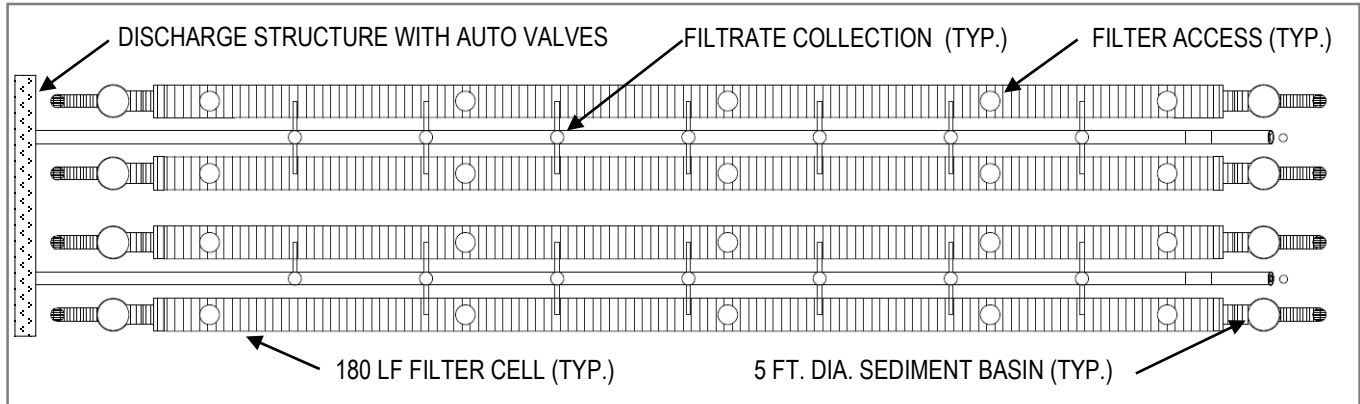 DISCHARGE STRUCTURE WITH AUTO VALVES
FILTRATE COLLECTION (TYP.)
FILTER ACCESS (TYP.)
180 LF FILTER CELL (TYP.)
5 FT. DIA. SEDIMENT BASIN (TYP.)